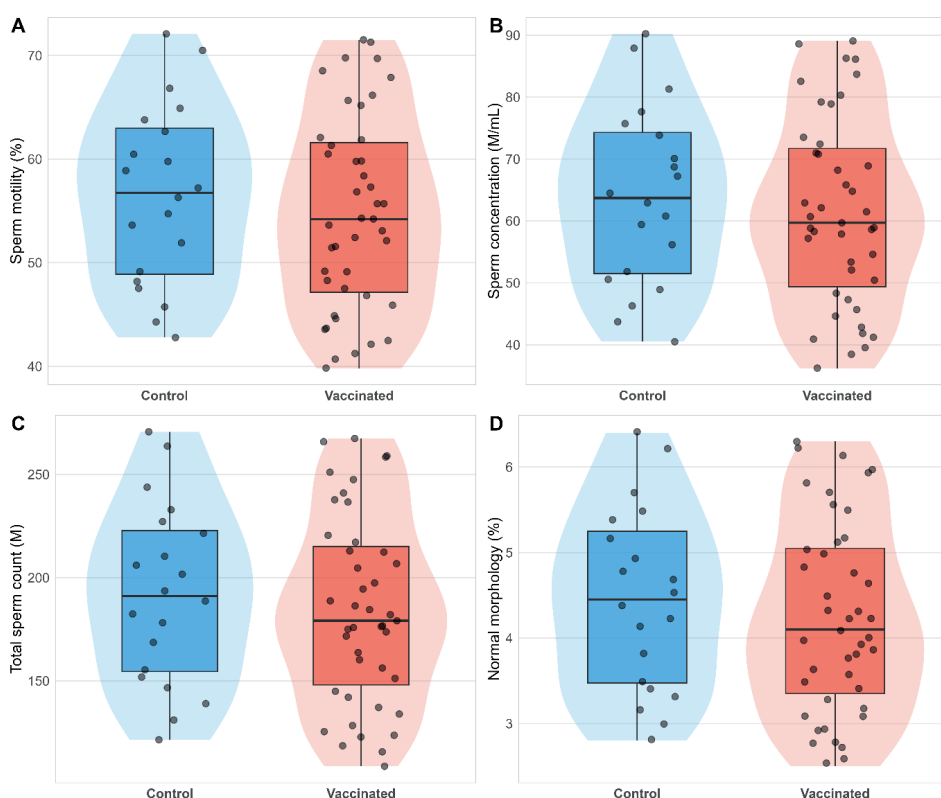 A
Sperm motility (%)
70
60
50
40
Control
Vaccinated
B
Sperm concentration (M/mL)
90
80
70
60
50
40
Control
Vaccinated
C
Total sperm count (M)
250
200
150
Control
Vaccinated
D
Normal morphology (%)
6
5
4
3
Control
Vaccinated